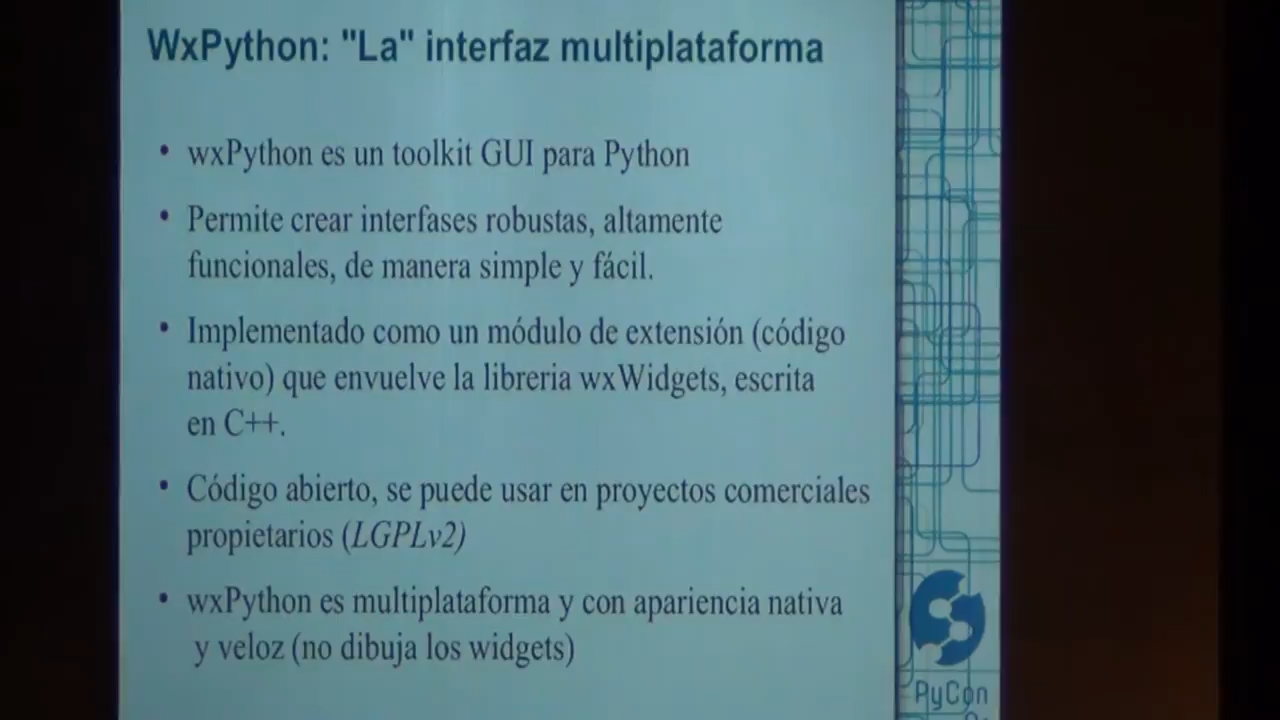 WxPython: "La" interfaz multiplataforma
• wxPython es un toolkit GUI para Python
• Permite crear interfases robustas, altamente
funcionales, de manera simple y fácil.
• Implementado como un módulo de extensión (código
nativo) que envuelve la libreria wxWidgets, escrita
en C++.
• Código abierto, se puede usar en proyectos comerciales
propietarios (LGPLv2)
• wxPython es multiplataforma y con apariencia nativa
y veloz (no dibuja los widgets)
PyCon